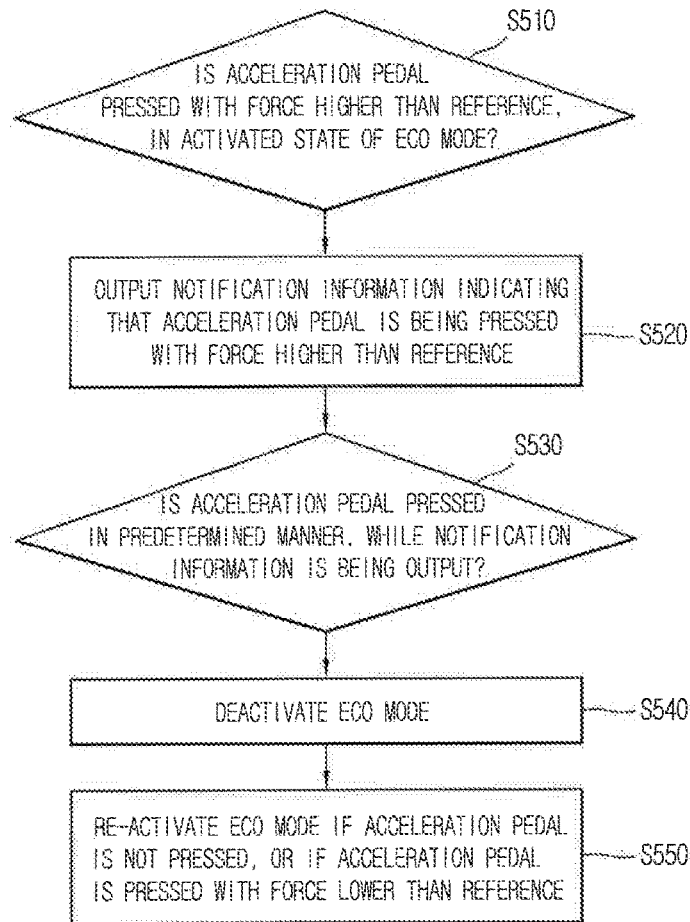 S510
IS ACCELERATION PEDAL
PRESSED WITH FORCE HIGHER THAN REFERENCE,
IN ACTIVATED STATE OF ECO MODE?
OUTPUT NOTIFICATION INFORMATION INDICATING
THAT ACCELERATION PEDAL IS BEING PRESSED
WITH FORCE HIGHER THAN REFERENCE
S520
S530
IS ACCELERATION PEDAL PRESSED
IN PREDETERMINED MANNER, WHILE NOTIFICATION
INFORMATION IS BEING OUTPUT?
DEACTIVATE ECO MODE
S540
RE-ACTIVATE ECO MODE IF ACCELERATION PEDAL
IS NOT PRESSED, OR IF ACCELERATION PEDAL
IS PRESSED WITH FORCE LOWER THAN REFERENCE
S550